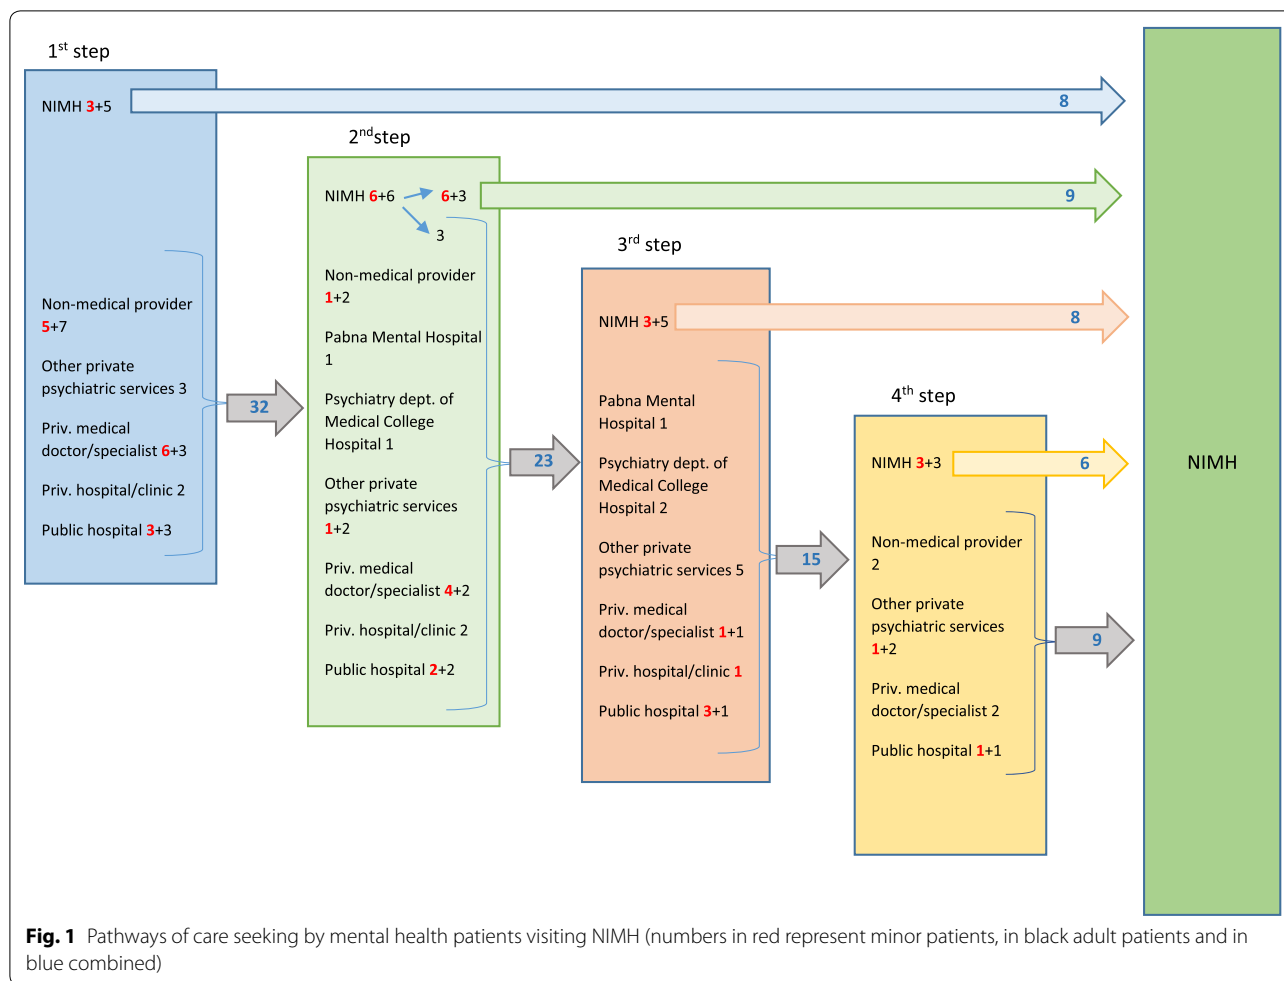 1st step
NIMH 3+5
8
Non-medical provider
5+7
Other private
psychiatric services 3
Priv. medical
doctor/specialist 6+3
Priv. hospital/clinic 2
Public hospital 3+3
32
2nd step
NIMH 6+6
6+3
3
9
Non-medical provider
1+2
Pabna Mental Hospital
1
Psychiatry dept. of
Medical College
Hospital 1
Other private
psychiatric services
1+2
Priv. medical
doctor/specialist 4+2
Priv. hospital/clinic 2
Public hospital 2+2
23
3rd step
NIMH 3+5
8
Pabna Mental
Hospital 1
Psychiatry dept. of
Medical College
Hospital 2
Other private
psychiatric services 5
Priv. medical
doctor/specialist 1+1
Priv. hospital/clinic 1
Public hospital 3+1
15
4th step
NIMH 3+3
6
Non-medical provider
2
Other private
psychiatric services
1+2
Priv. medical
doctor/specialist 2
Public hospital 1+1
9
NIMH
Fig. 1 Pathways of care seeking by mental health patients visiting NIMH (numbers in red represent minor patients, in black adult patients and in
blue combined)